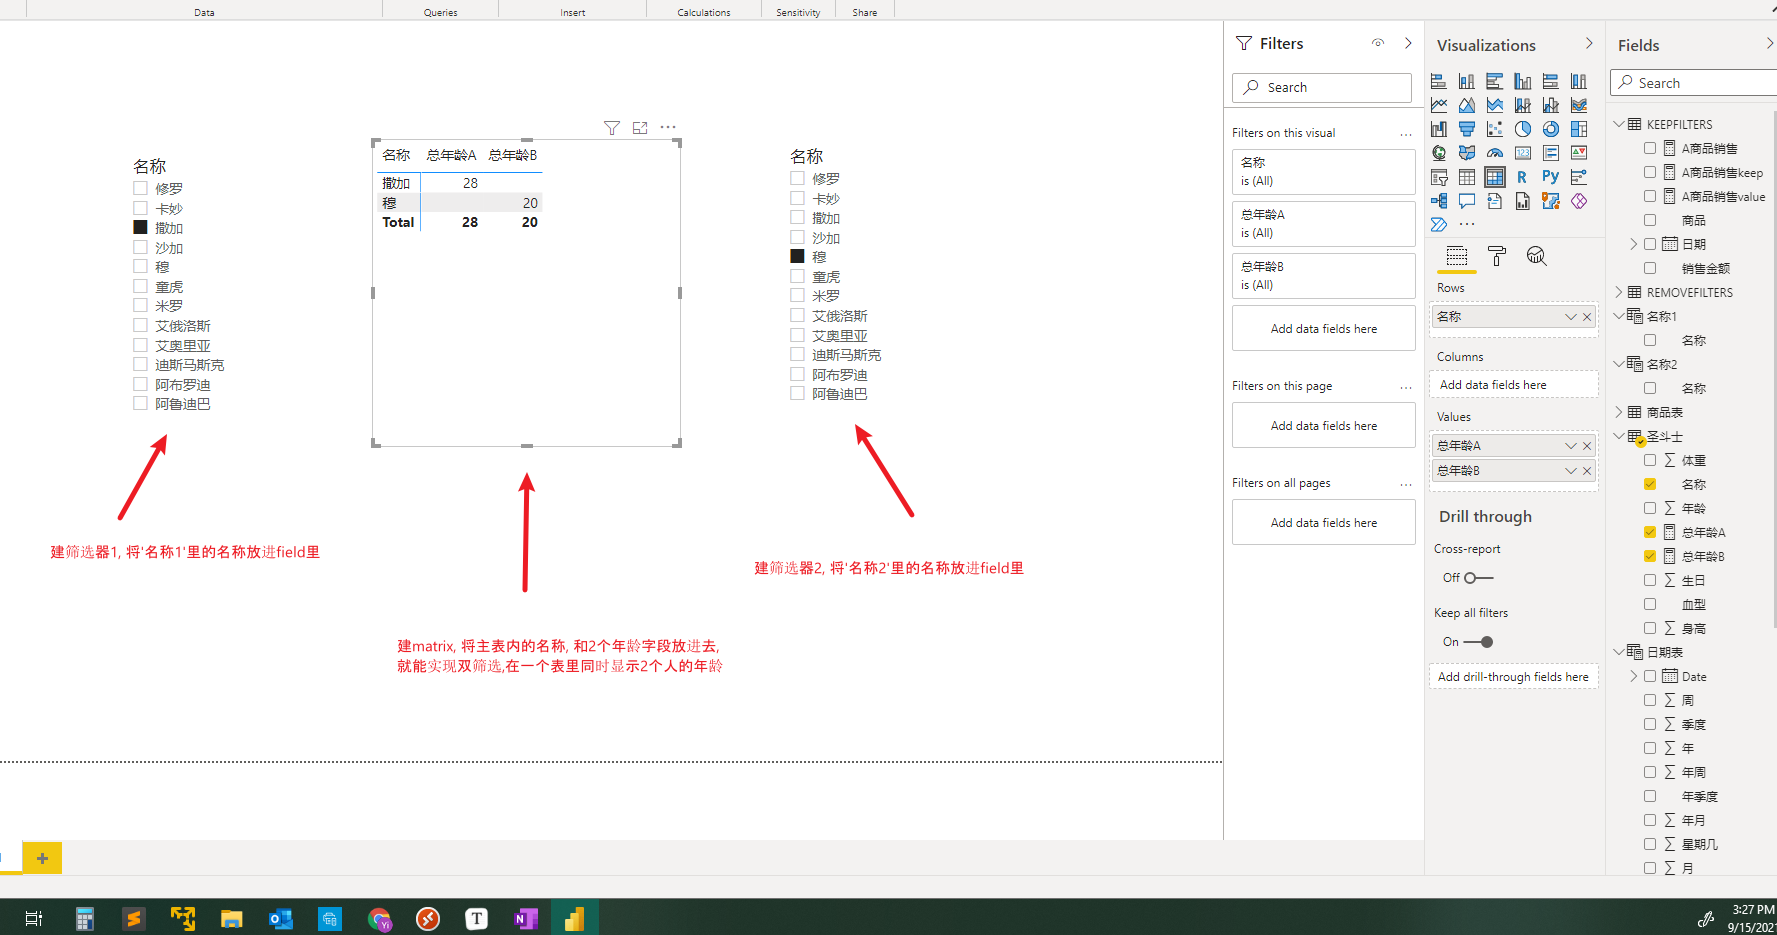 Data
Queries
Insert
Calculations
Sensitivity
Share
名称
修罗
卡妙
撒加
沙加
穆
童虎
米罗
艾俄洛斯
艾奥里亚
迪斯马斯克
阿布罗迪
阿鲁迪巴
建筛选器1, 将'名称1'里的名称放进field里
名称 总年龄A 总年龄B
撒加 28
穆 20
Total 28 20
建matrix, 将主表内的名称, 和2个年龄字段放进去,
就能实现双筛选,在一个表里同时显示2个人的年龄
名称
修罗
卡妙
撒加
沙加
穆
童虎
米罗
艾俄洛斯
艾奥里亚
迪斯马斯克
阿布罗迪
阿鲁迪巴
建筛选器2, 将'名称2'里的名称放进field里
Filters
Search
Filters on this visual
名称
is (All)
总年龄A
is (All)
总年龄B
is (All)
Add data fields here
Filters on this page
Add data fields here
Filters on all pages
Add data fields here
Visualizations
R
Py
123
Rows
名称
Columns
Add data fields here
Values
总年龄A
总年龄B
Drill through
Cross-report
Off
Keep all filters
On
Add drill-through fields here
Fields
Search
KEEPFILTERS
A商品销售
A商品销售keep
A商品销售value
商品
日期
销售金额
REMOVEFILTERS
名称1
名称
名称2
名称
商品表
圣斗士
体重
名称
年龄
总年龄A
总年龄B
生日
血型
身高
日期表
Date
周
季度
年
年周
年季度
年月
星期几
月
3:27 PM
9/15/2021